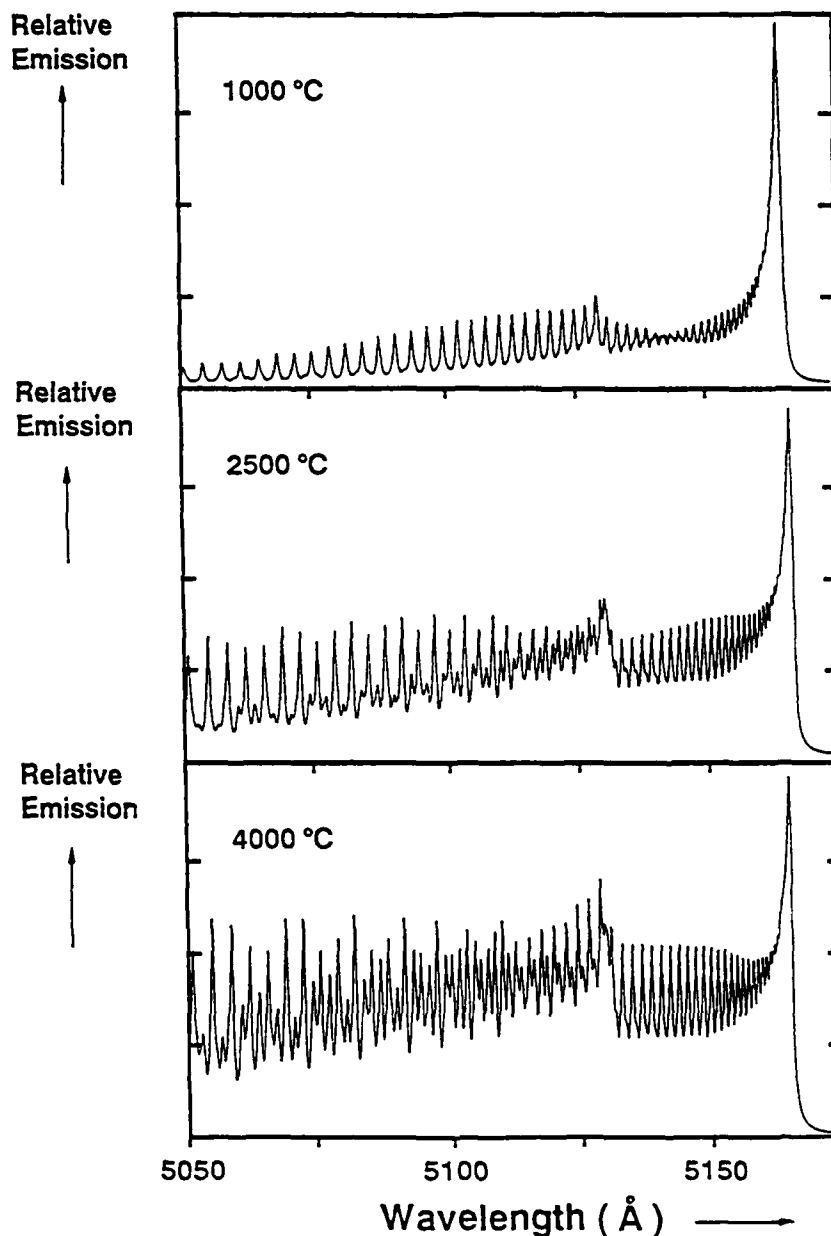 Relative
Emission
1000 °C
Relative
Emission
2500 °C
Relative
Emission
4000 °C
5050 5100 5150
Wavelength ( Å )